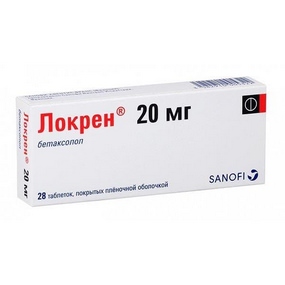 Локрен® 20 мг
бетаксолол
28 таблеток, покрытых плёночной оболочкой
SANOFI
Локрен®
20 мг